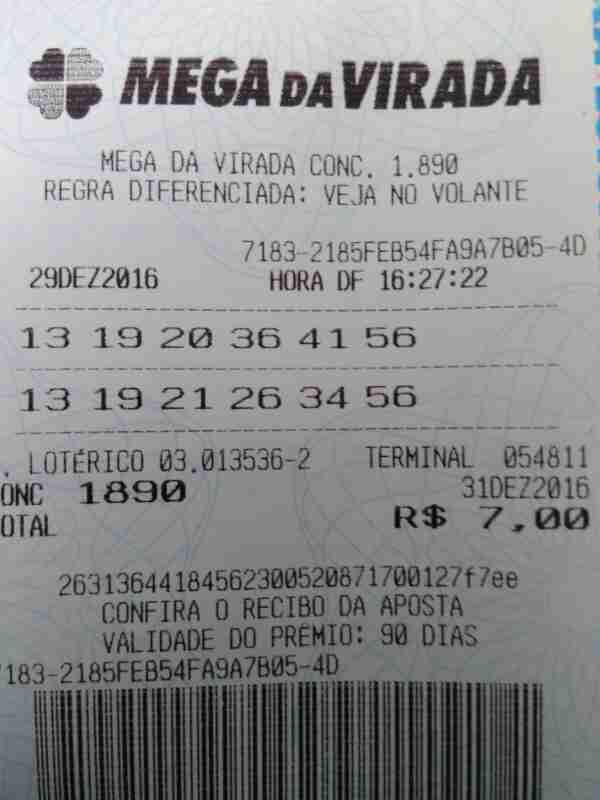 MEGA DA VIRADA
MEGA DA VIRADA CONC. 1.890
REGRA DIFERENCIADA: VEJA NO VOLANTE
7183-2185FEB54FA9A7B05-4D
29DEZ2016 HORA DF 16:27:22
13 19 20 36 41 56
13 19 21 26 34 56
. LOTÉRICO 03.013536-2 TERMINAL 054811
ONC 1890 31DEZ2016
OTAL R$ 7,00
26313644184562300520871700127f7ee
CONFIRA O RECIBO DA APOSTA
VALIDADE DO PRÊMIO: 90 DIAS
7183-2185FEB54FA9A7B05-4D